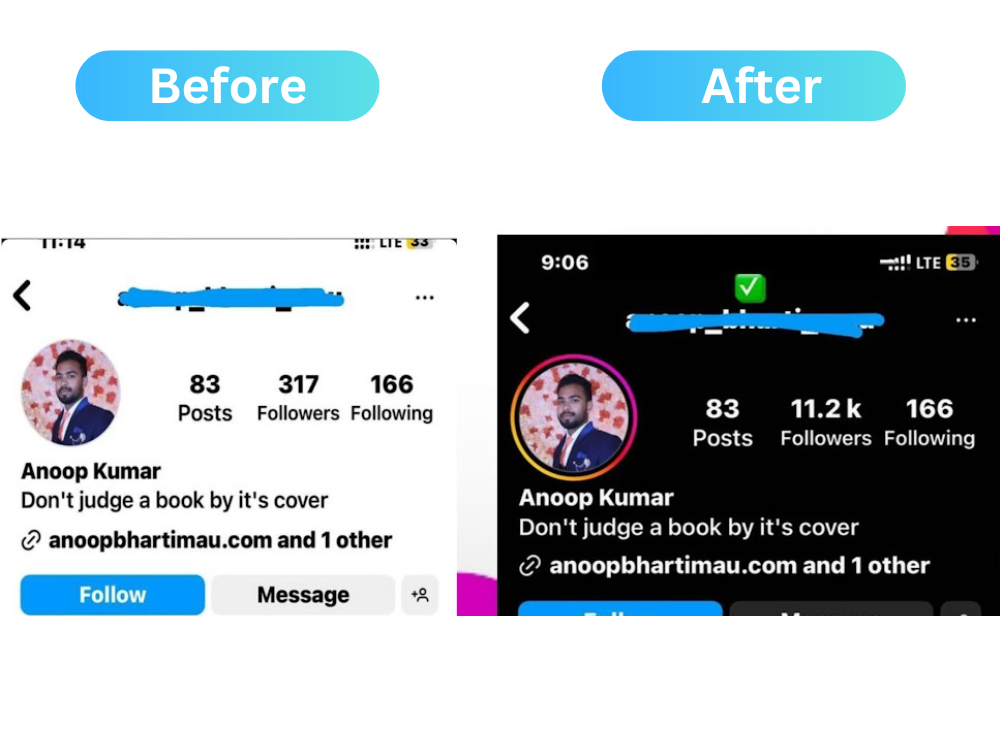 Before
After
11:14
LTE 33
83
317
166
Posts
Followers
Following
Anoop Kumar
Don't judge a book by it's cover
anoopbhartimau.com and 1 other
Follow
Message
9:06
LTE 35
83
11.2 k
166
Posts
Followers
Following
Anoop Kumar
Don't judge a book by it's cover
anoopbhartimau.com and 1 other